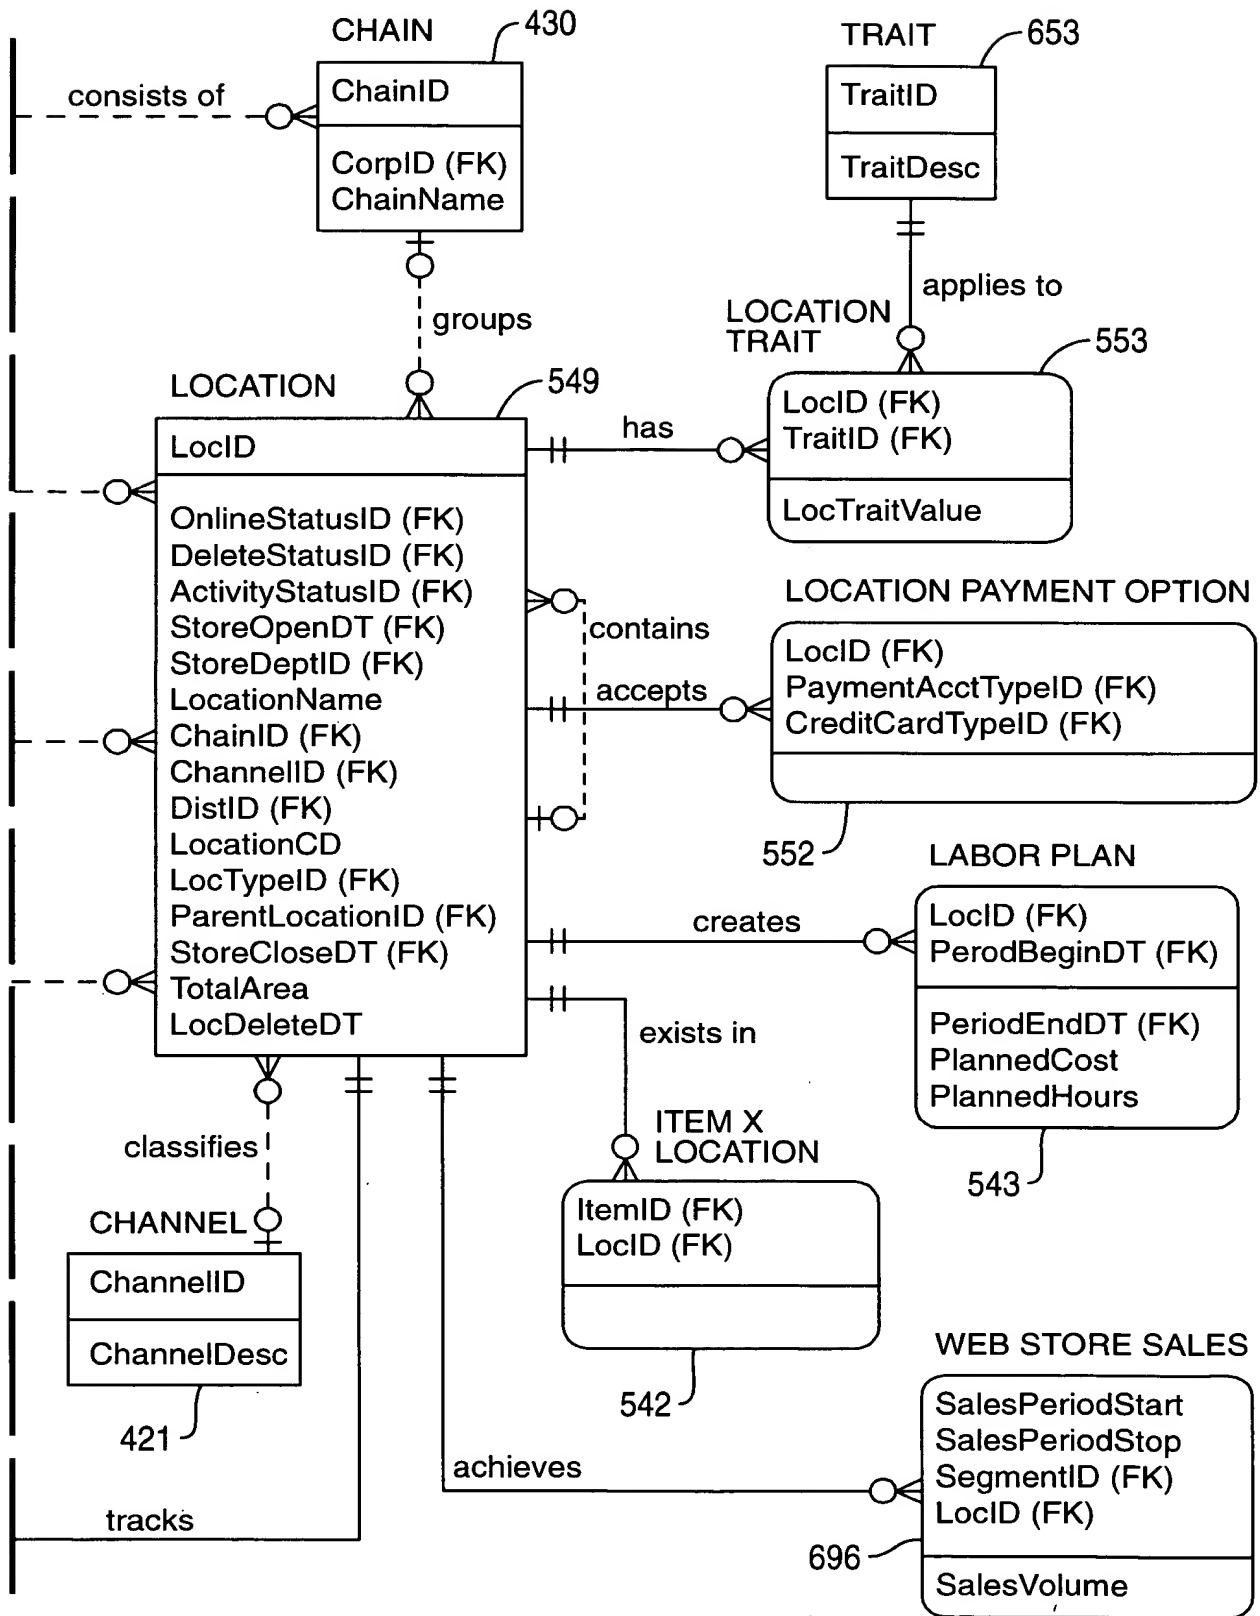 CHAIN
430
consists of
ChainID
CorpID (FK)
ChainName
groups
TRAIT
653
TraitID
TraitDesc
applies to
LOCATION
TRAIT
553
LocID (FK)
TraitID (FK)
LocTraitValue
has
LOCATION
549
LocID
OnlineStatusID (FK)
DeleteStatusID (FK)
ActivityStatusID (FK)
StoreOpenDT (FK)
StoreDeptID (FK)
LocationName
ChainID (FK)
ChannelID (FK)
DistID (FK)
LocationCD
LocTypeID (FK)
ParentLocationID (FK)
StoreCloseDT (FK)
TotalArea
LocDeleteDT
contains
accepts
LOCATION PAYMENT OPTION
LocID (FK)
PaymentAcctTypeID (FK)
CreditCardTypeID (FK)
552
LABOR PLAN
creates
LocID (FK)
PerodBeginDT (FK)
PeriodEndDT (FK)
PlannedCost
PlannedHours
543
exists in
ITEM X
LOCATION
ItemID (FK)
LocID (FK)
542
classifies
CHANNEL
ChannelID
ChannelDesc
421
tracks
achieves
WEB STORE SALES
SalesPeriodStart
SalesPeriodStop
SegmentID (FK)
LocID (FK)
696
SalesVolume